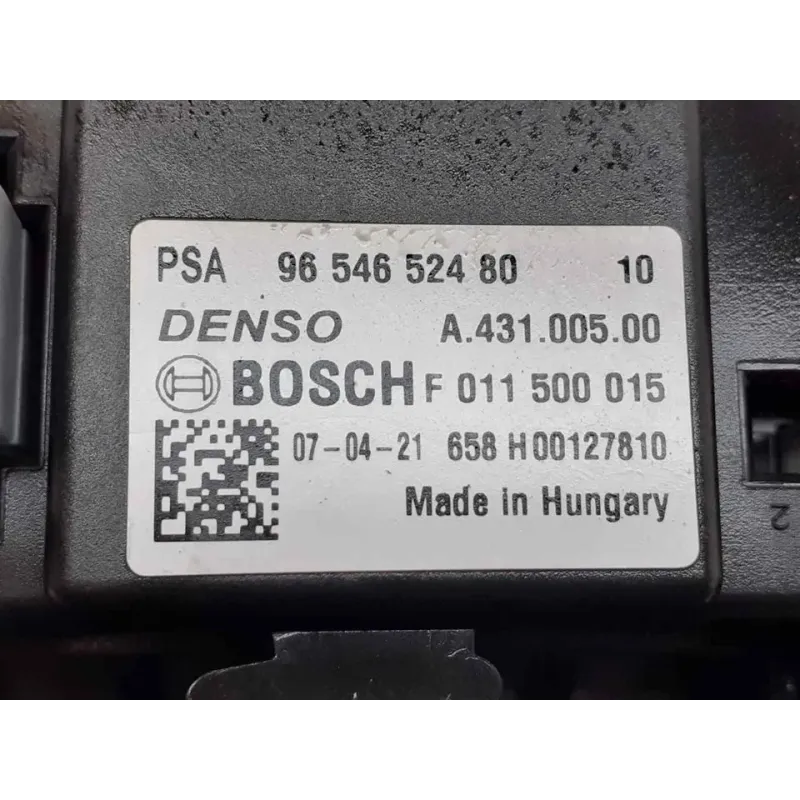 PSA 96 546 524 80 10
DENSO A.431.005.00
BOSCH F 011 500 015
07-04-21 658 H00127810
Made in Hungary
2